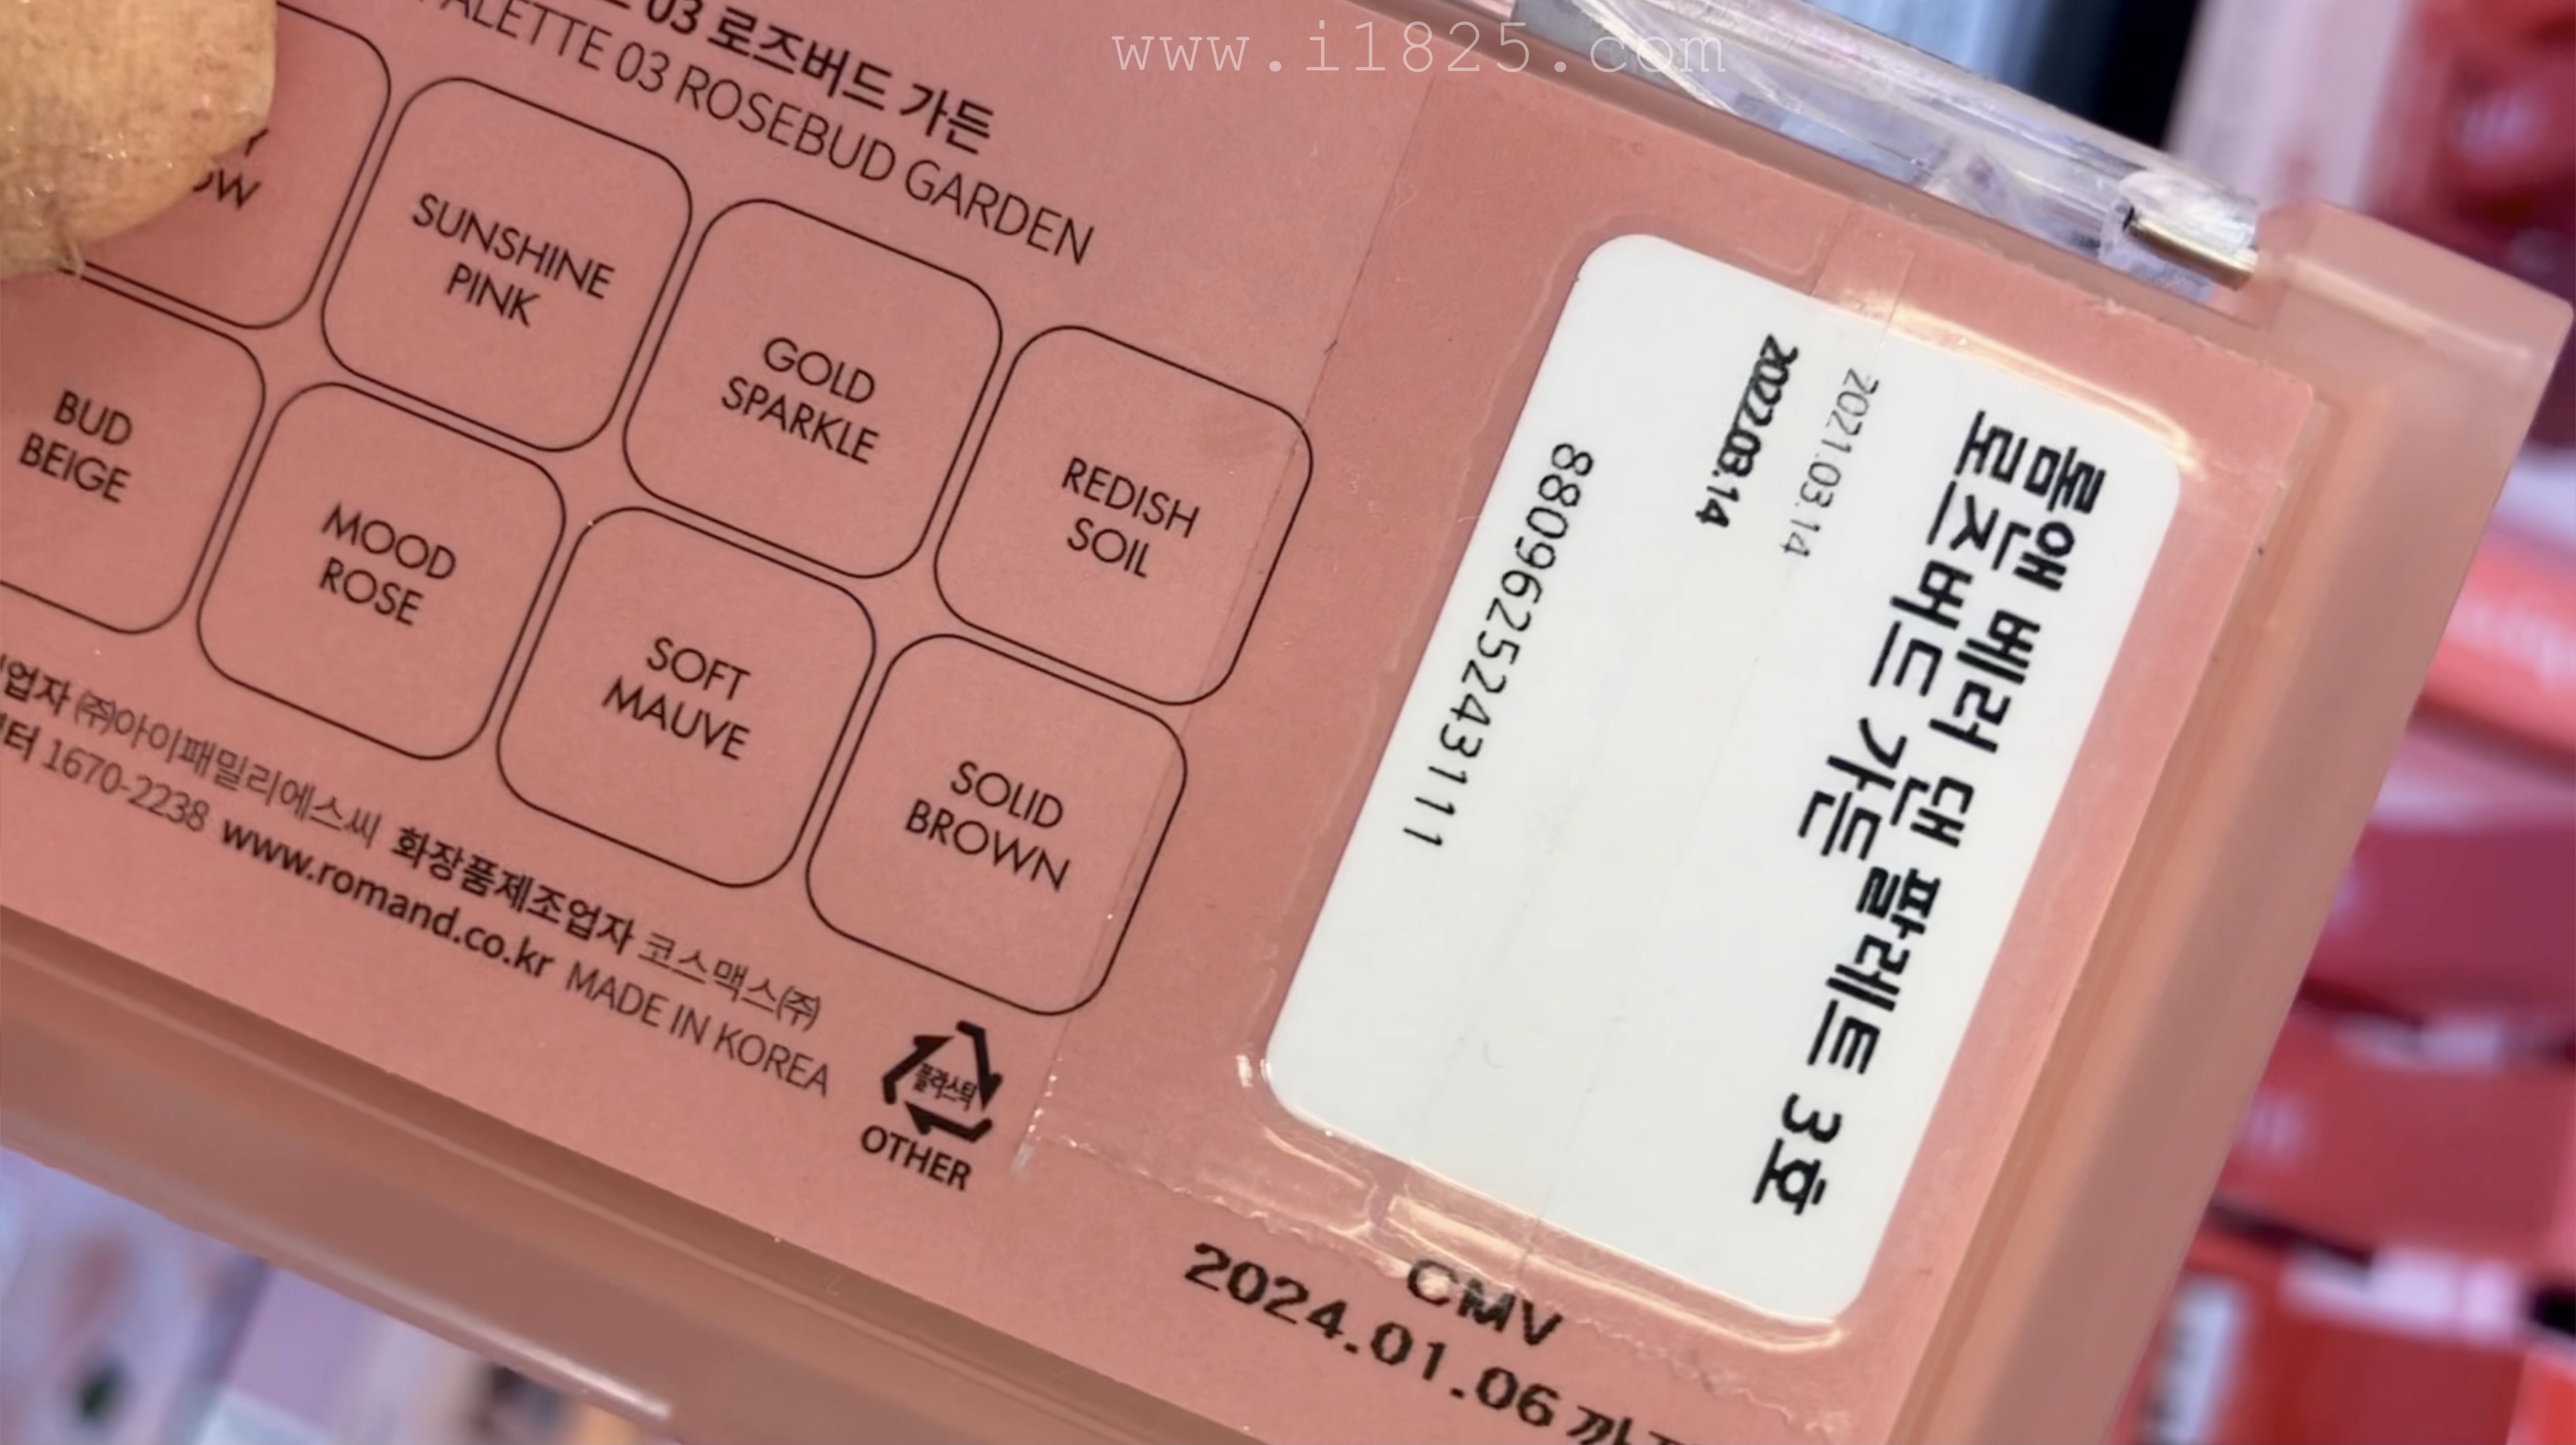 www.i1825.com
03 로즈버드 가든
PALETTE 03 ROSEBUD GARDEN
SUNSHINE
PINK
GOLD
SPARKLE
REDISH
SOIL
BUD
BEIGE
MOOD
ROSE
SOFT
MAUVE
SOLID
BROWN
업자 ㈜아이패밀리에스씨 화장품제조업자 코스맥스㈜
터 1670-2238 www.romand.co.kr MADE IN KOREA
플라스틱
OTHER
롬앤 베러 댄 팔레트 3호
로즈버드 가든
2021.03.14
2022.03.14
8809625243111
CMV
2024.01.06 까지